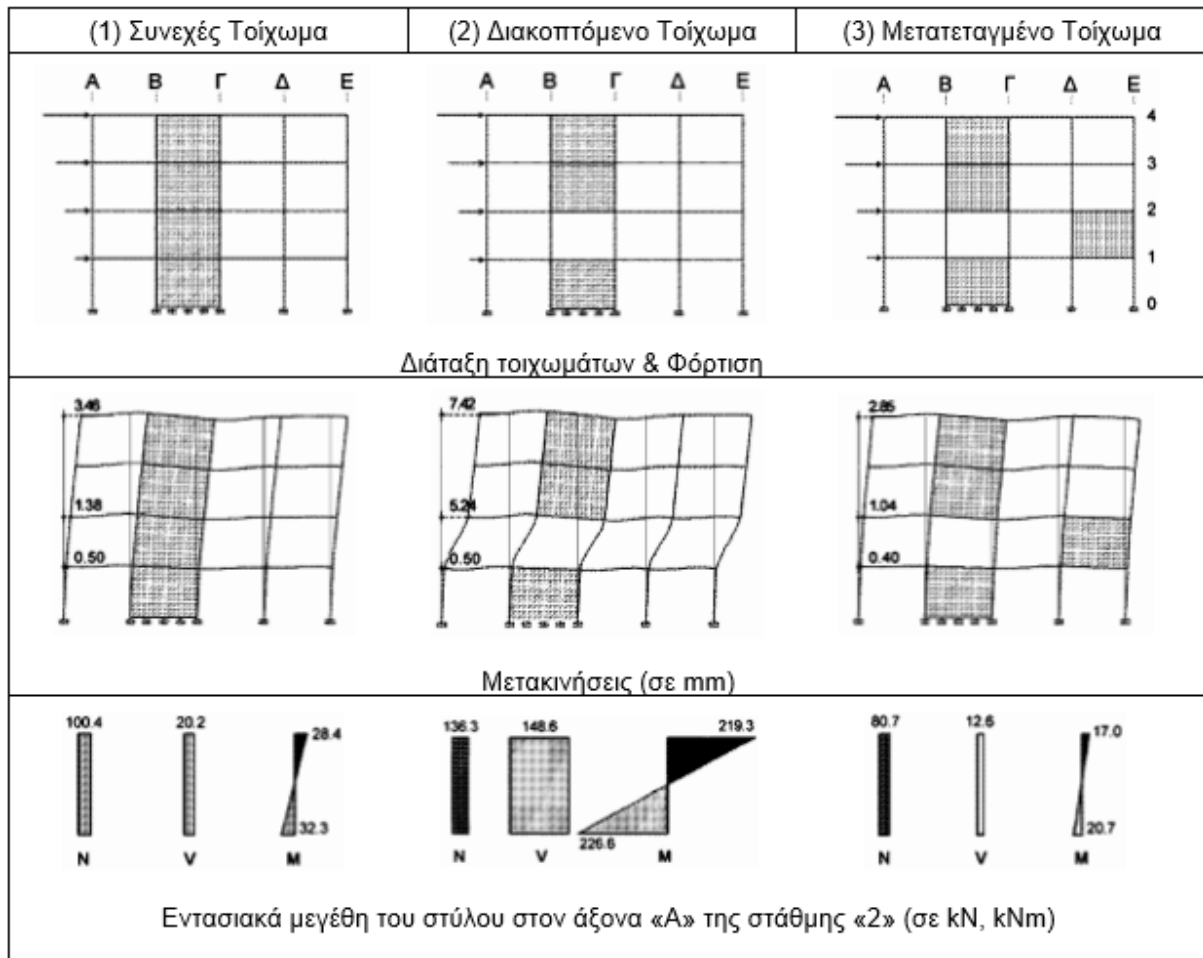 (1) Συνεχές Τοίχωμα (2) Διακοπτόμενο Τοίχωμα (3) Μετατεταγμένο Τοίχωμα
Α Β Γ Δ Ε Α Β Γ Δ Ε Α Β Γ Δ Ε
4
3
2
1
0
Διάταξη τοιχωμάτων & Φόρτιση
3.46 7.42 2.85
1.38 5.24 1.04
0.50 0.50 0.40
Μετακινήσεις (σε mm)
100.4 20.2 28.4 136.3 148.6 219.3 80.7 12.6 17.0
32.3 226.6 20.7
N V M N V M N V M
Εντασιακά μεγέθη του στύλου στον άξονα «Α» της στάθμης «2» (σε kN, kNm)